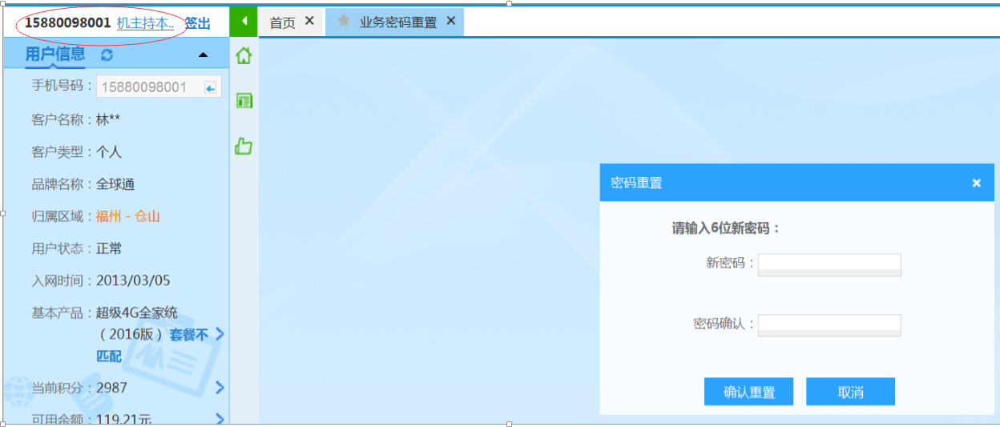 15880098001 机主持本.. 签出
首页 × 业务密码重置 ×
用户信息
手机号码：15880098001
客户名称：林**
客户类型：个人
品牌名称：全球通
归属区域：福州 - 仓山
用户状态：正常
入网时间：2013/03/05
基本产品：超级4G全家统
（2016版）套餐不
匹配
当前积分：2987
可用余额：119.21元
密码重置 ×
请输入6位新密码：
新密码：
密码确认：
确认重置 取消